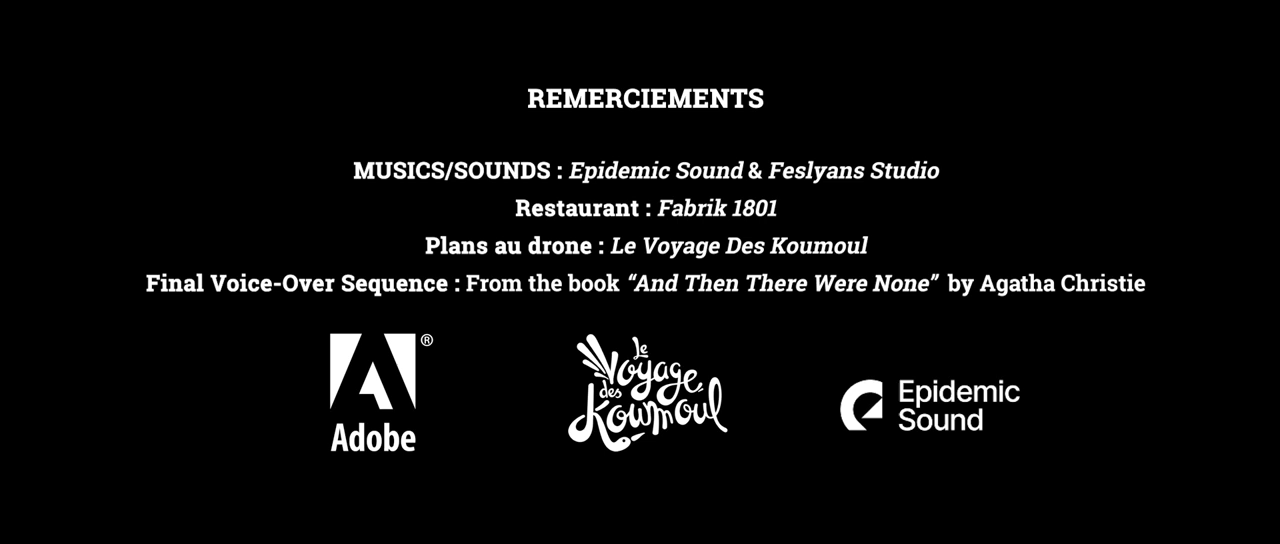 REMERCIEMENTS
MUSICS/SOUNDS : Epidemic Sound & Feslyans Studio
Restaurant : Fabrik 1801
Plans au drone : Le Voyage Des Koumoul
Final Voice-Over Sequence : From the book “And Then There Were None” by Agatha Christie
Adobe®
Le
Voyage
des
Koumoul
Epidemic
Sound